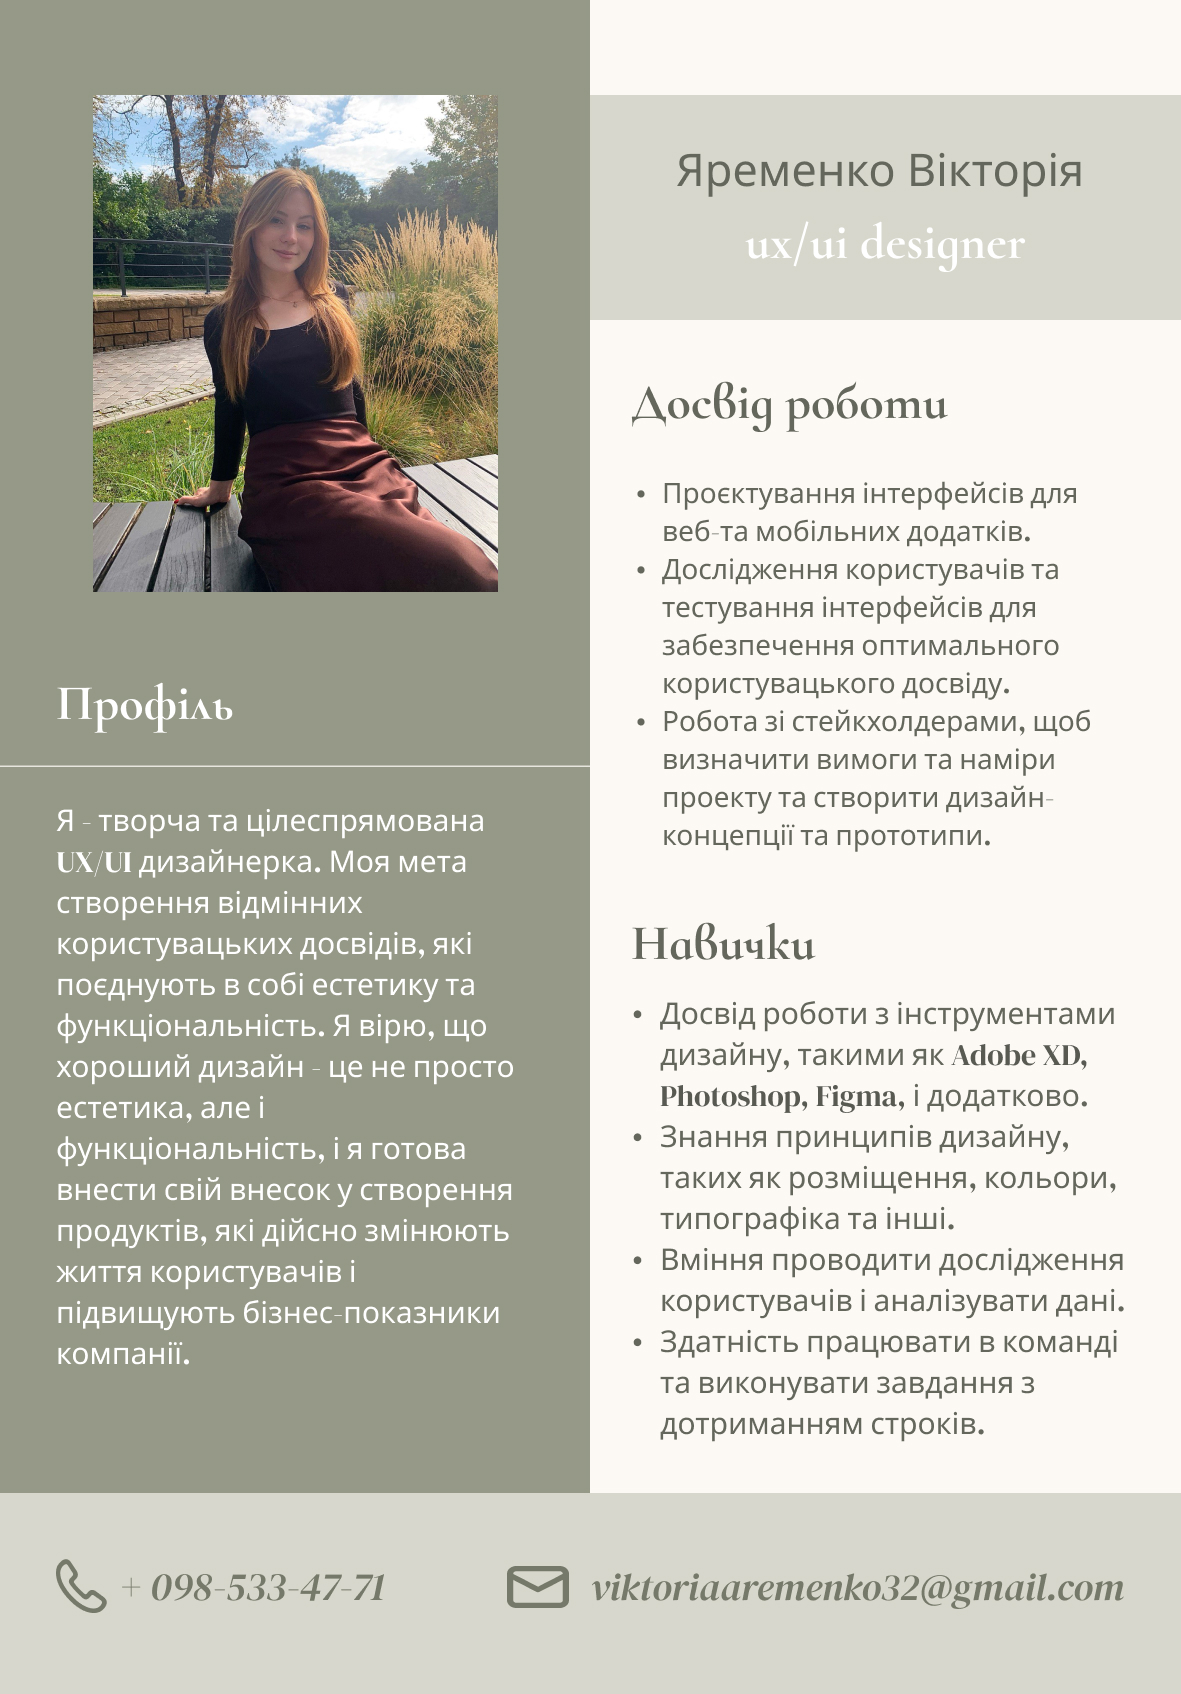 Яременко Вікторія
ux/ui designer
Профіль
Я - творча та цілеспрямована
UX/UI дизайнерка. Моя мета
створення відмінних
користувацьких досвідів, які
поєднують в собі естетику та
функціональність. Я вірю, що
хороший дизайн - це не просто
естетика, але і
функціональність, і я готова
внести свій внесок у створення
продуктів, які дійсно змінюють
життя користувачів і
підвищують бізнес-показники
компанії.
Досвід роботи
• Проєктування інтерфейсів для
веб-та мобільних додатків.
• Дослідження користувачів та
тестування інтерфейсів для
забезпечення оптимального
користувацького досвіду.
• Робота зі стейкхолдерами, щоб
визначити вимоги та наміри
проекту та створити дизайн-
концепції та прототипи.
Навички
• Досвід роботи з інструментами
дизайну, такими як Adobe XD,
Photoshop, Figma, і додатково.
• Знання принципів дизайну,
таких як розміщення, кольори,
типографіка та інші.
• Вміння проводити дослідження
користувачів і аналізувати дані.
• Здатність працювати в команді
та виконувати завдання з
дотриманням строків.
+ 098-533-47-71
viktoriaaremenko32@gmail.com